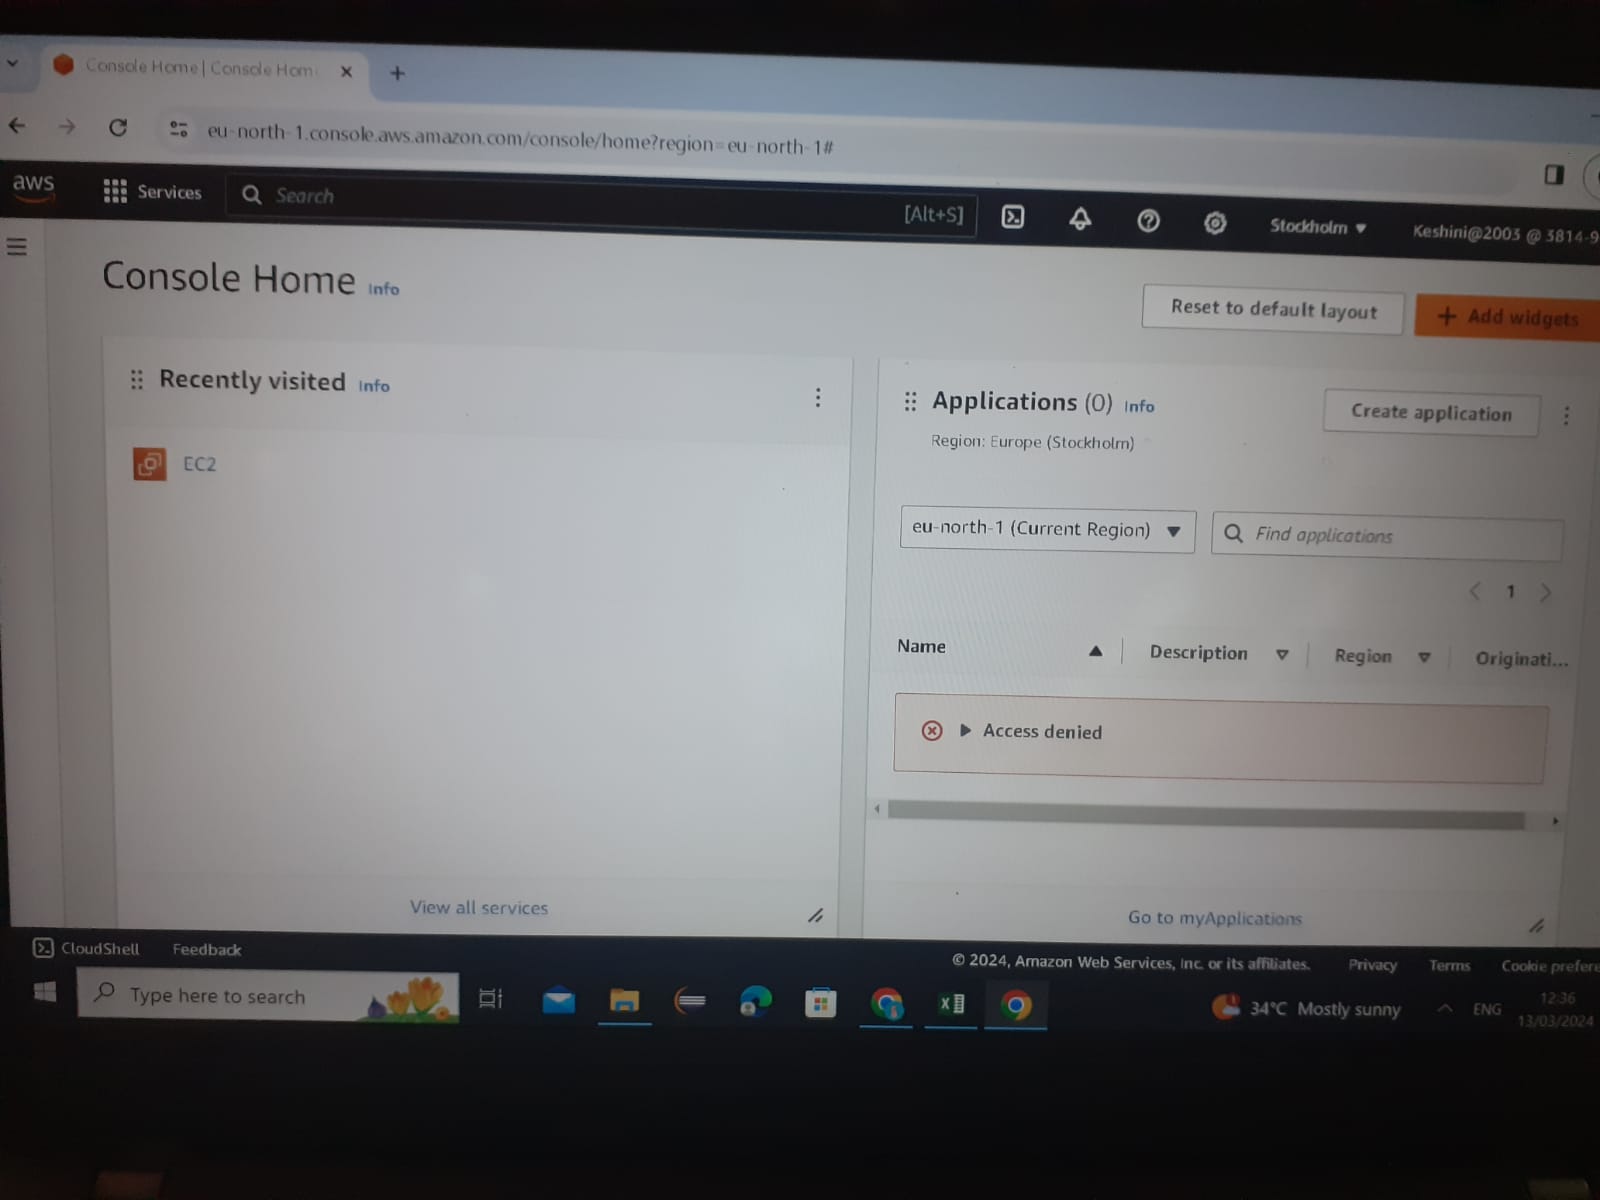 Console Home | Console Hom
eu-north-1.console.aws.amazon.com/console/home?region=eu-north-1#
aws
Services
Search
[Alt+S]
Stockholm
Keshini@2003 @ 3814-9
Console Home Info
Reset to default layout
+ Add widgets
Recently visited Info
EC2
View all services
Applications (0) Info
Create application
Region: Europe (Stockholm)
eu-north-1 (Current Region)
Find applications
1
Name
Description
Region
Originati...
Access denied
Go to myApplications
CloudShell
Feedback
© 2024, Amazon Web Services, Inc. or its affiliates.
Privacy
Terms
Cookie prefere
Type here to search
34°C Mostly sunny
ENG
12:36
13/03/2024